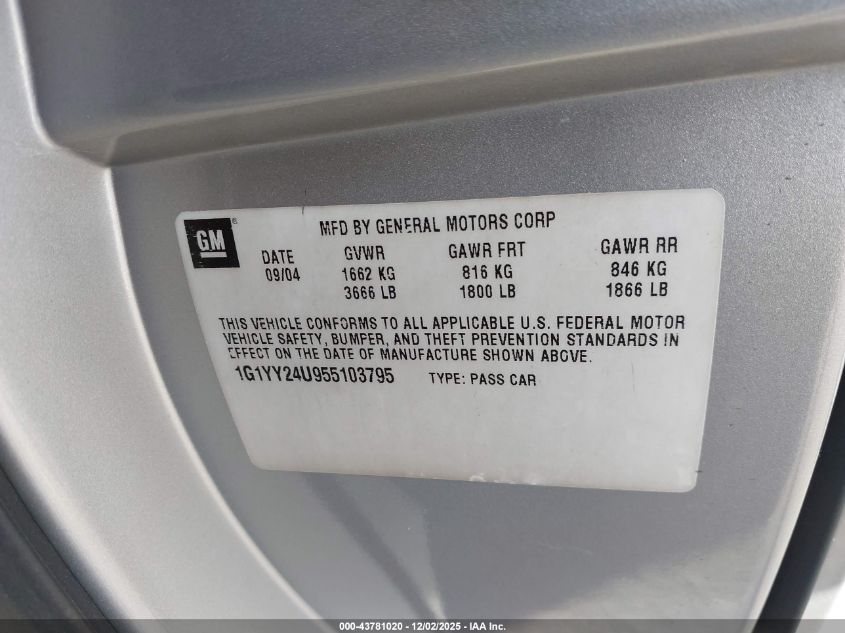 GM®
MFD BY GENERAL MOTORS CORP
DATE GVWR GAWR FRT GAWR RR
09/04 1662 KG 816 KG 846 KG
3666 LB 1800 LB 1866 LB
THIS VEHICLE CONFORMS TO ALL APPLICABLE U.S. FEDERAL MOTOR
VEHICLE SAFETY, BUMPER, AND THEFT PREVENTION STANDARDS IN
EFFECT ON THE DATE OF MANUFACTURE SHOWN ABOVE.
1G1YY24U955103795 TYPE: PASS CAR
000-43781020 - 12/02/2025 - IAA Inc.